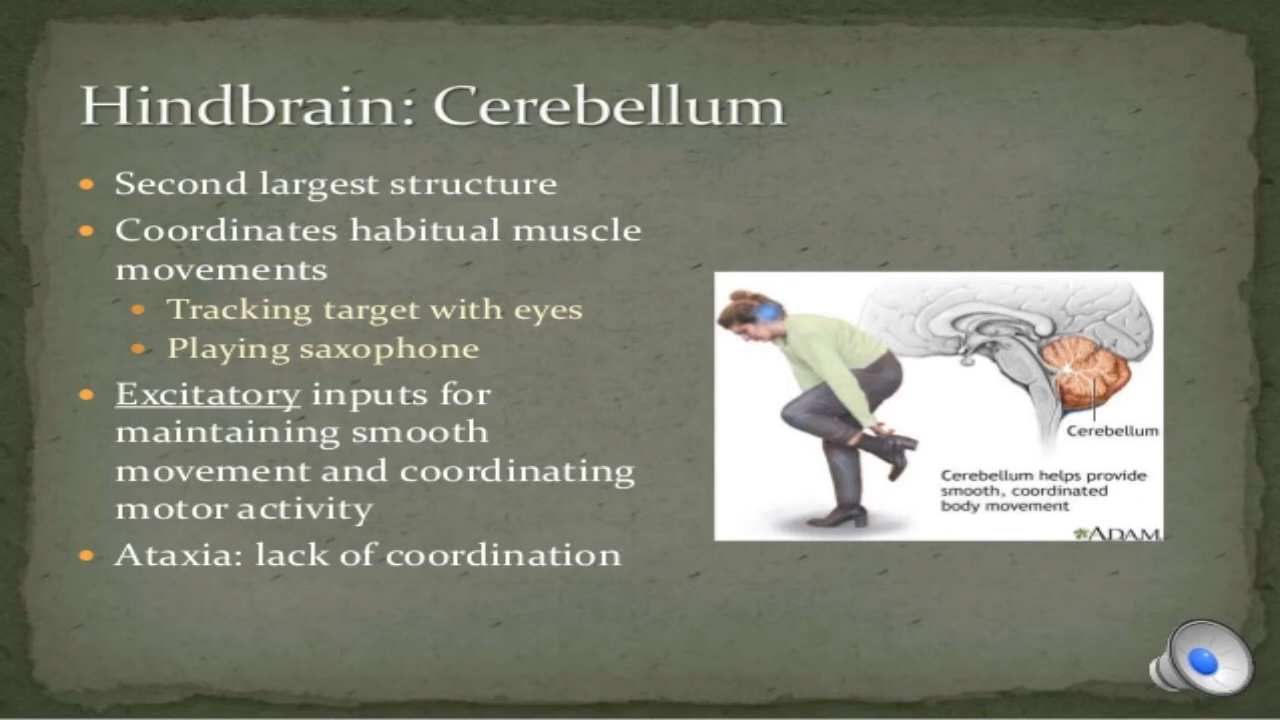 Hindbrain: Cerebellum
• Second largest structure
• Coordinates habitual muscle
movements
• Tracking target with eyes
• Playing saxophone
• Excitatory inputs for
maintaining smooth
movement and coordinating
motor activity
• Ataxia: lack of coordination
Cerebellum
Cerebellum helps provide
smooth, coordinated
body movement
ADAM